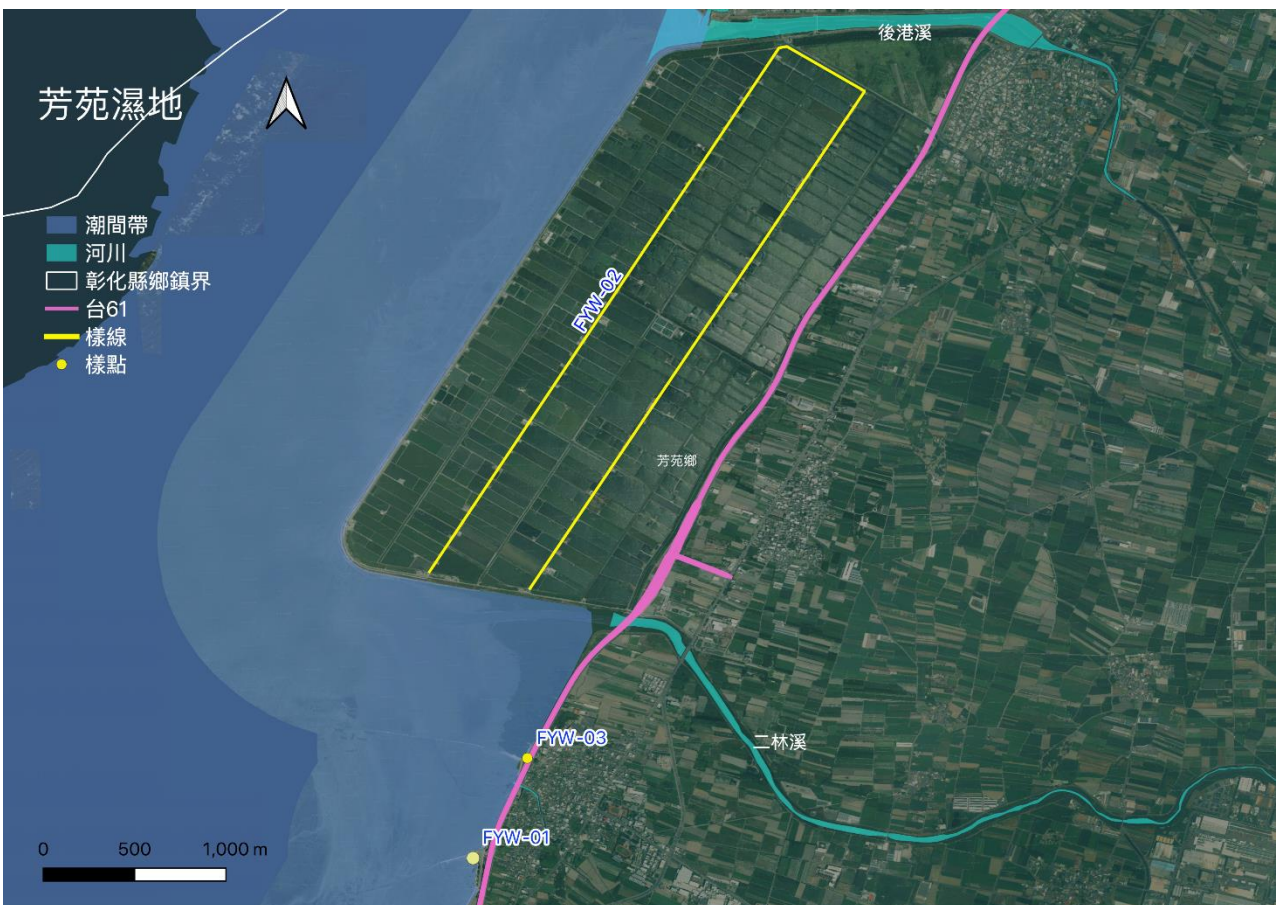 芳苑濕地
潮間帶
河川
彰化縣鄉鎮界
台61
樣線
樣點
後港溪
FYW-02
芳苑鄉
二林溪
FYW-03
FYW-01
0 500 1,000 m